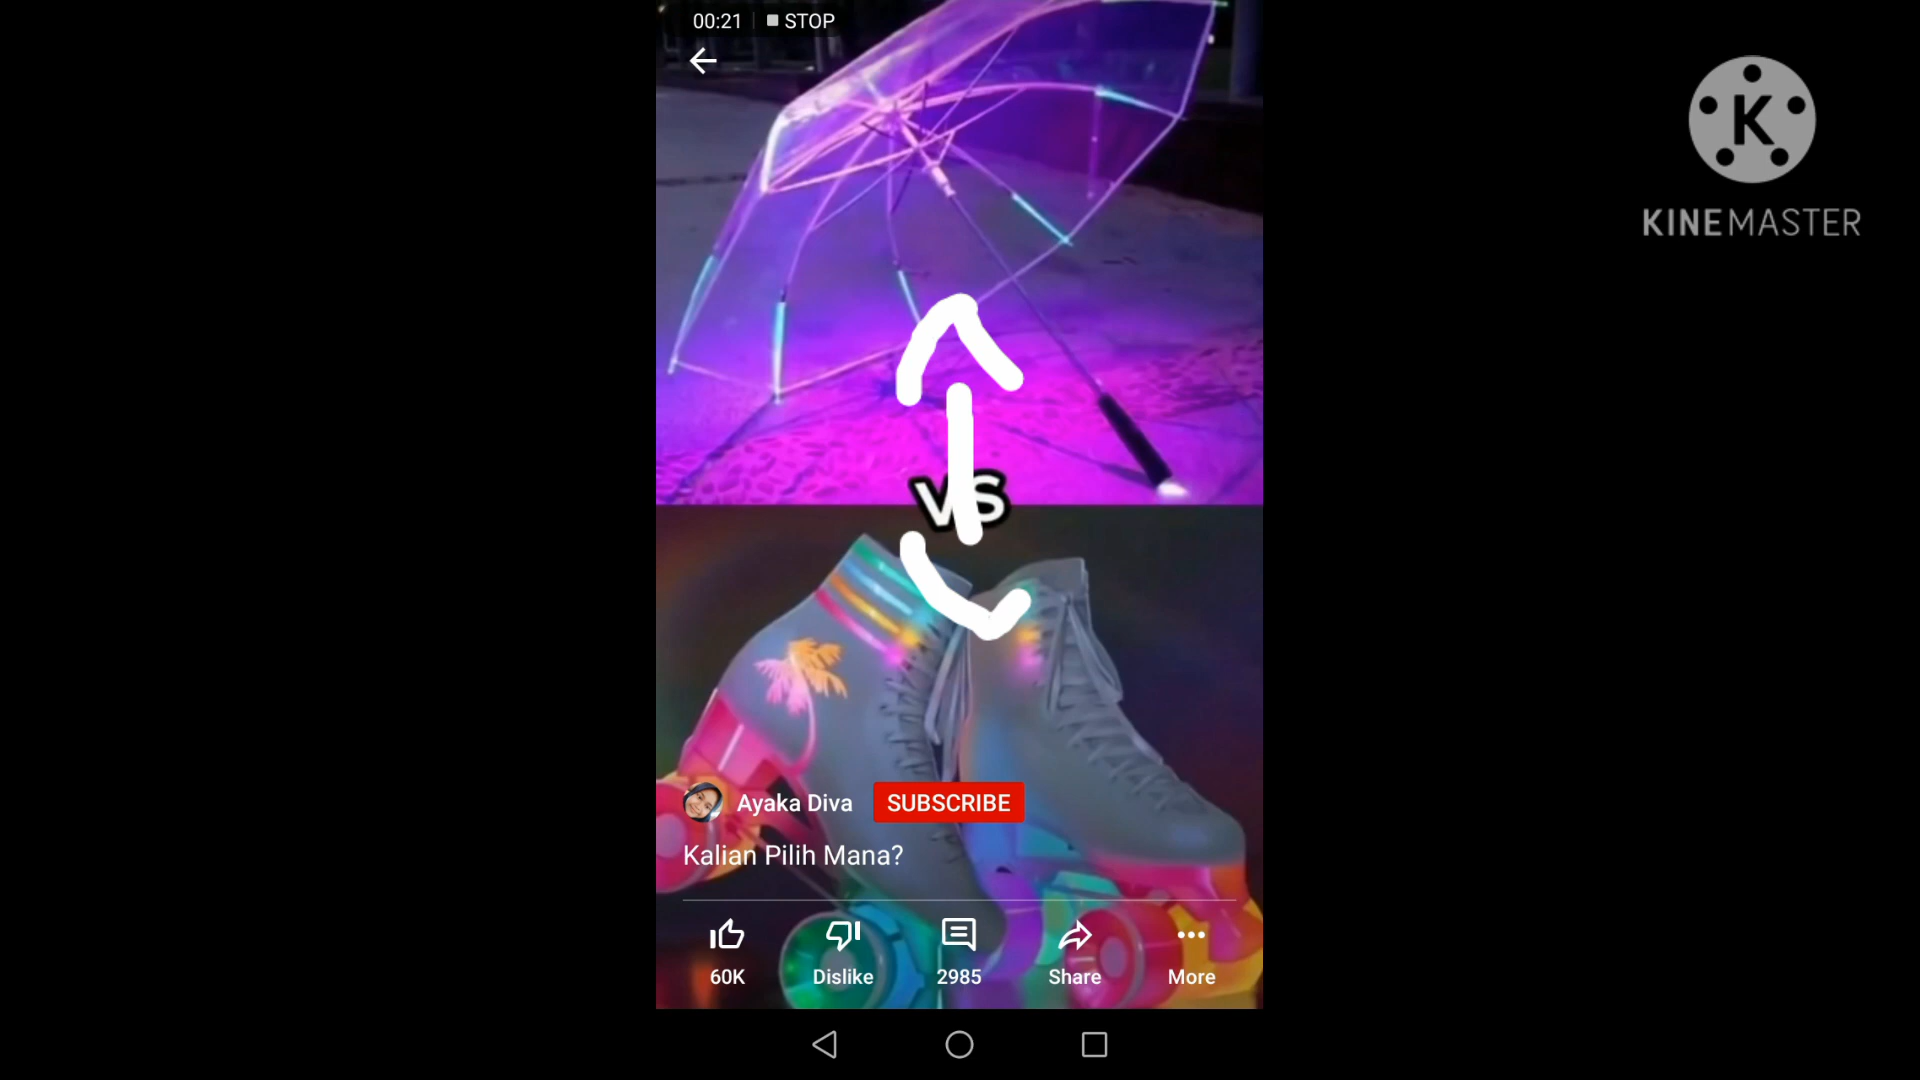 00:21 STOP
K
KINEMASTER
VS
Ayaka Diva SUBSCRIBE
Kalian Pilih Mana?
60K Dislike 2985 Share More